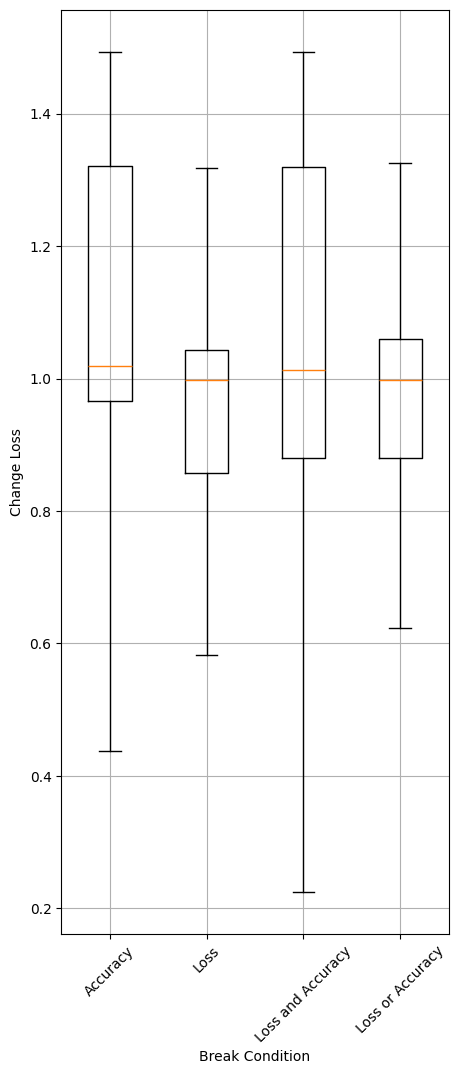 1.4
1.2
1.0
0.8
0.6
0.4
0.2
Change Loss
Accuracy
Loss
Loss and Accuracy
Loss or Accuracy
Break Condition